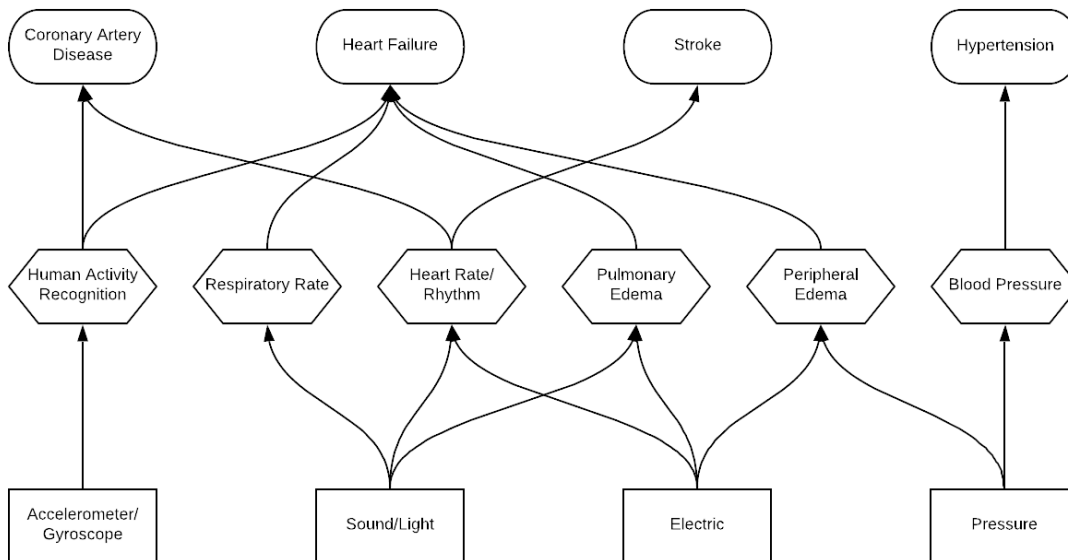 Coronary Artery
Disease
Heart Failure
Stroke
Hypertension
Human Activity
Recognition
Respiratory Rate
Heart Rate/
Rhythm
Pulmonary
Edema
Peripheral
Edema
Blood Pressure
Accelerometer/
Gyroscope
Sound/Light
Electric
Pressure